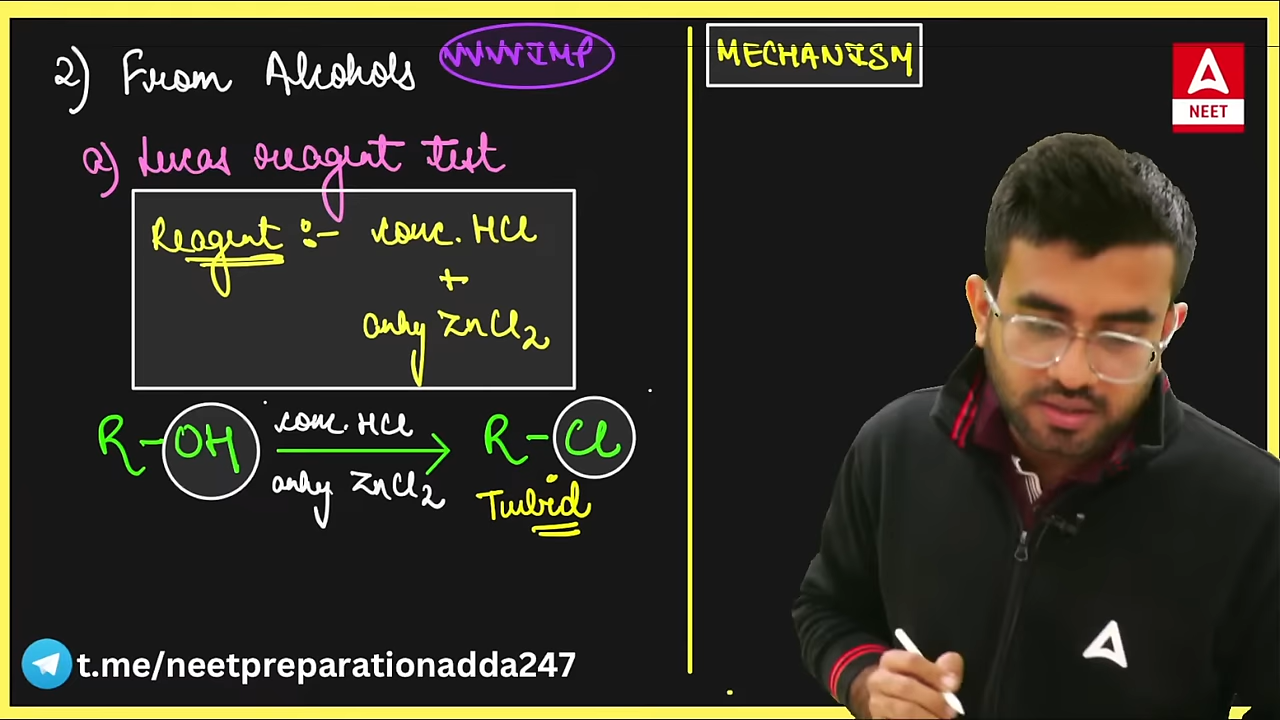 2) From Alcohols VVVVIMP
a) Lucas reagent Test
Reagent :- conc. HCl
+
anhy ZnCl2
R-OH conc. HCl R-Cl
anhy ZnCl2
Turbid
t.me/neetpreparationadda247
MECHANISM
A
NEET